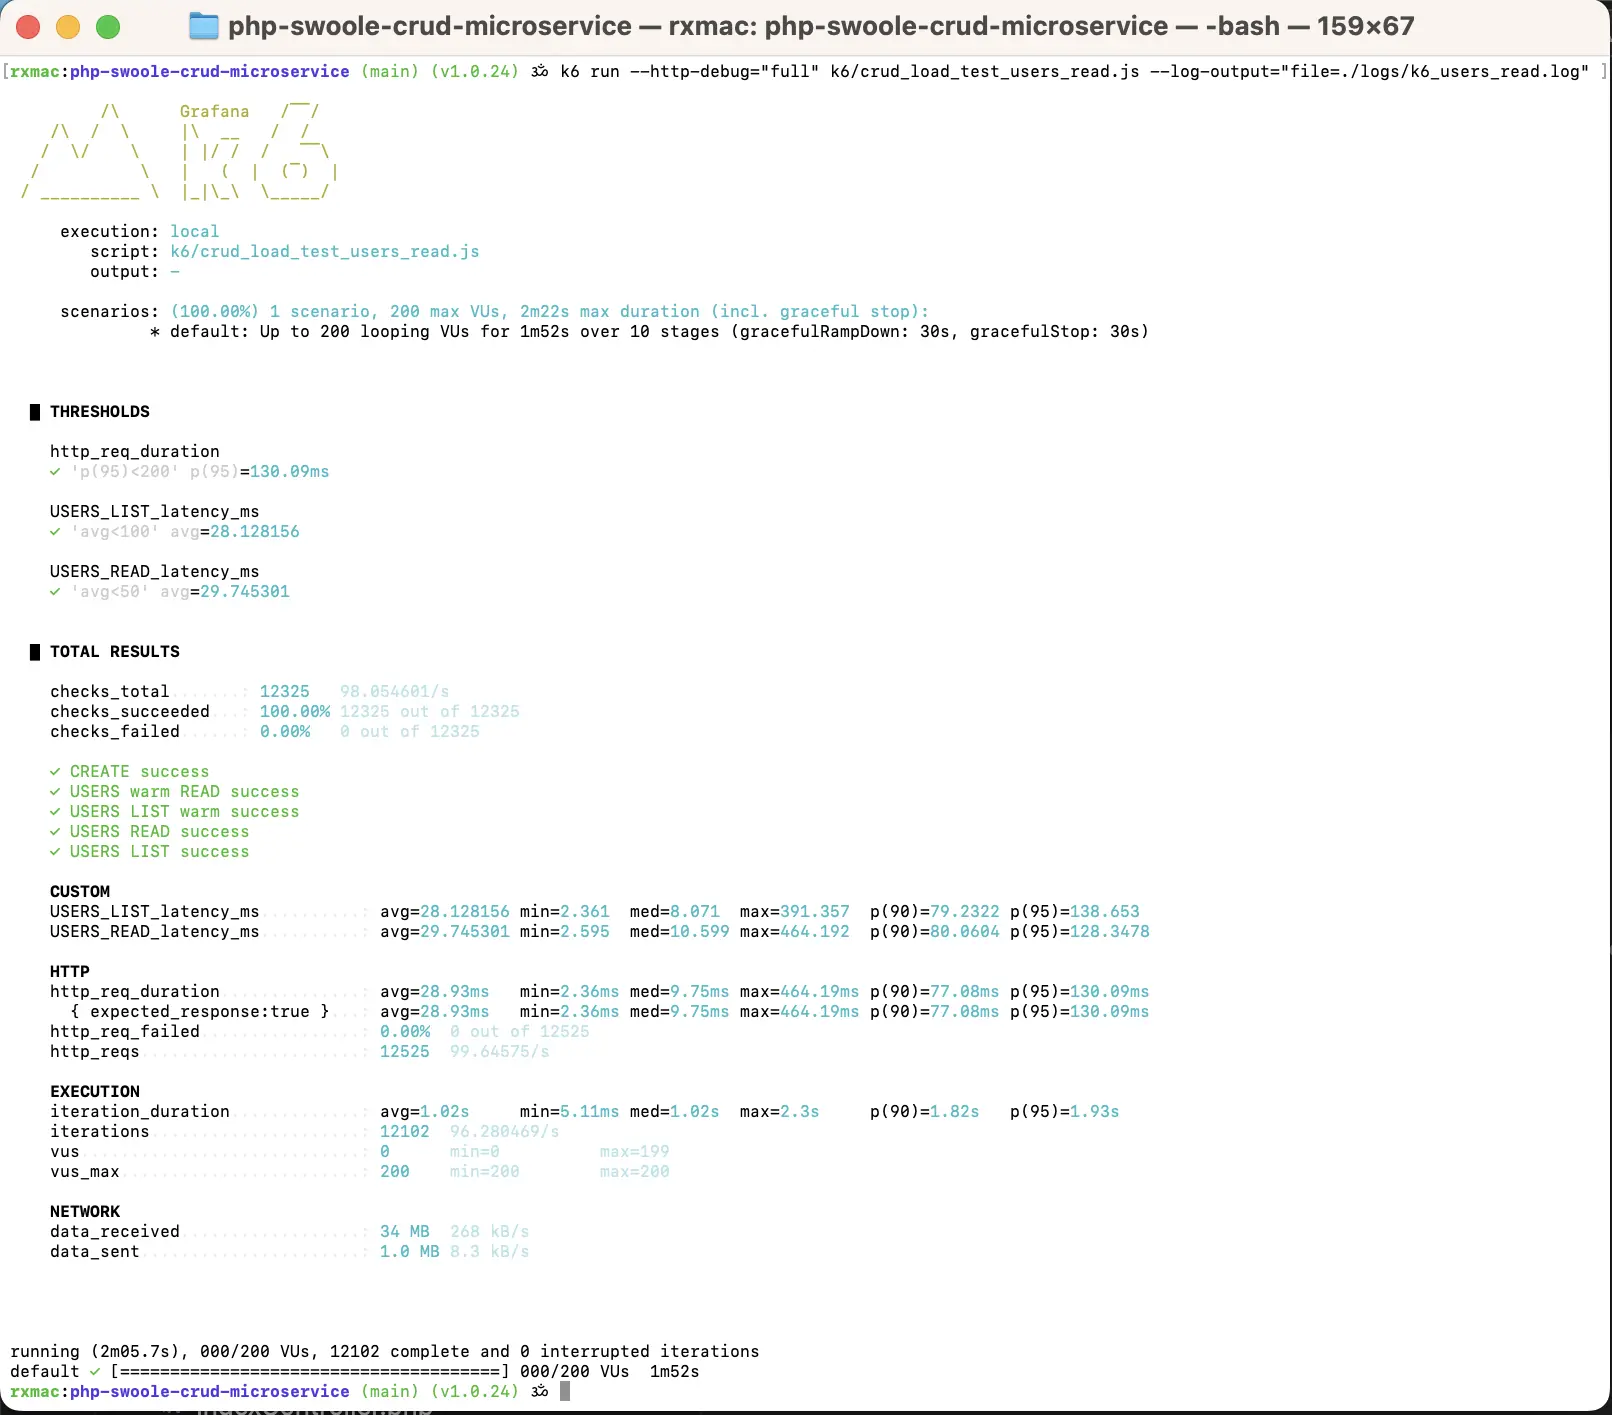 php-swoole-crud-microservice — rxmac: php-swoole-crud-microservice — -bash — 159×67
[rxmac:php-swoole-crud-microservice (main) (v1.0.24) ॐ k6 run --http-debug="full" k6/crud_load_test_users_read.js --log-output="file=./logs/k6_users_read.log" ]
         /\      Grafana   /‾‾/
    /\  /  \     |\  __   /  /
   /  \/    \    | |/ /  /   ‾‾\
  /          \   |   (  |  (‾)  |
 / __________ \  |_|\_\  \_____/
     execution: local
        script: k6/crud_load_test_users_read.js
        output: -
     scenarios: (100.00%) 1 scenario, 200 max VUs, 2m22s max duration (incl. graceful stop):
              * default: Up to 200 looping VUs for 1m52s over 10 stages (gracefulRampDown: 30s, gracefulStop: 30s)
  █ THRESHOLDS
    http_req_duration
    ✓ 'p(95)<200' p(95)=130.09ms
    USERS_LIST_latency_ms
    ✓ 'avg<100' avg=28.128156
    USERS_READ_latency_ms
    ✓ 'avg<50' avg=29.745301
  █ TOTAL RESULTS
    checks_total.......: 12325   98.054601/s
    checks_succeeded...: 100.00% 12325 out of 12325
    checks_failed......: 0.00%   0 out of 12325
    ✓ CREATE success
    ✓ USERS warm READ success
    ✓ USERS LIST warm success
    ✓ USERS READ success
    ✓ USERS LIST success
    CUSTOM
    USERS_LIST_latency_ms..........: avg=28.128156 min=2.361  med=8.071  max=391.357  p(90)=79.2322 p(95)=138.653
    USERS_READ_latency_ms..........: avg=29.745301 min=2.595  med=10.599 max=464.192  p(90)=80.0604 p(95)=128.3478
    HTTP
    http_req_duration..............: avg=28.93ms   min=2.36ms med=9.75ms max=464.19ms p(90)=77.08ms p(95)=130.09ms
      { expected_response:true }...: avg=28.93ms   min=2.36ms med=9.75ms max=464.19ms p(90)=77.08ms p(95)=130.09ms
    http_req_failed................: 0.00%  0 out of 12525
    http_reqs......................: 12525  99.64575/s
    EXECUTION
    iteration_duration.............: avg=1.02s     min=5.11ms med=1.02s  max=2.3s     p(90)=1.82s   p(95)=1.93s
    iterations.....................: 12102  96.280469/s
    vus............................: 0      min=0          max=199
    vus_max........................: 200    min=200        max=200
    NETWORK
    data_received..................: 34 MB  268 kB/s
    data_sent......................: 1.0 MB 8.3 kB/s
running (2m05.7s), 000/200 VUs, 12102 complete and 0 interrupted iterations
default ✓ [======================================] 000/200 VUs  1m52s
rxmac:php-swoole-crud-microservice (main) (v1.0.24) ॐ